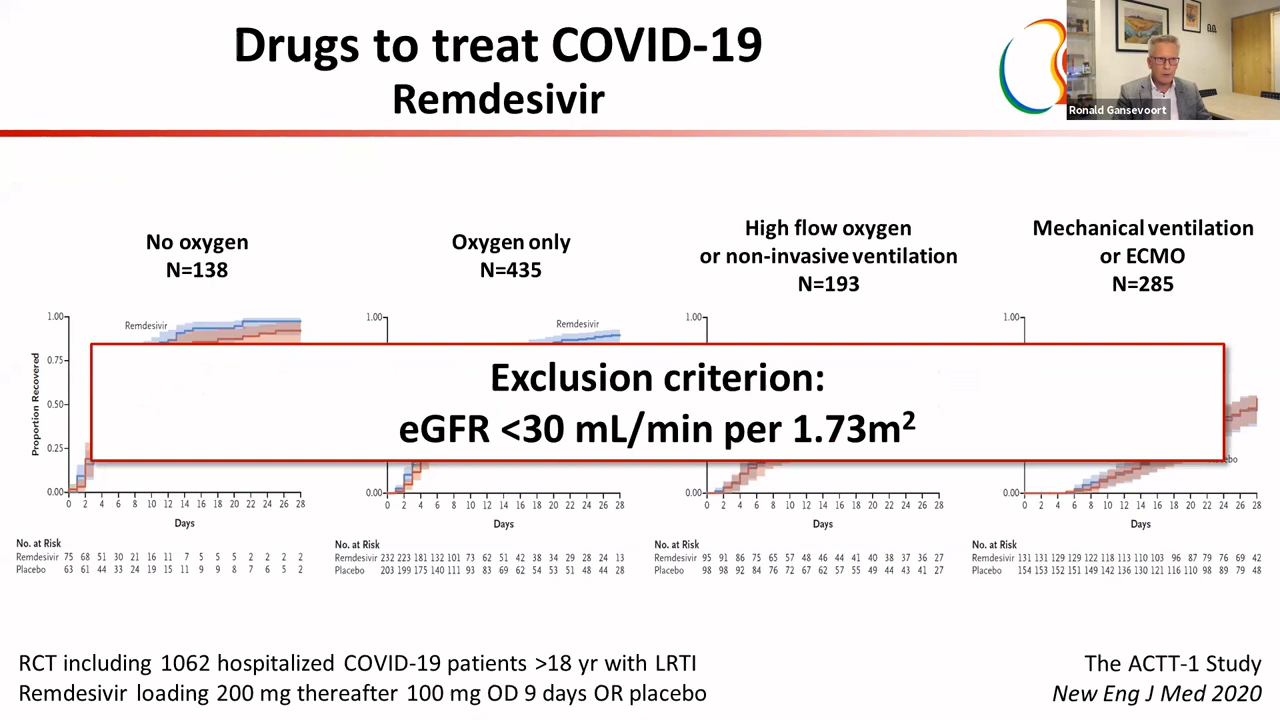 Drugs to treat COVID-19
Remdesivir
Ronald Gansevoort
No oxygen
N=138
Oxygen only
N=435
High flow oxygen
or non-invasive ventilation
N=193
Mechanical ventilation
or ECMO
N=285
Proportion Recovered
1.00
0.75
0.50
0.25
0.00
Remdesivir
0 2 4 6 8 10 12 14 16 18 20 22 24 26 28
Days
1.00
0.00
Remdesivir
0 2 4 6 8 10 12 14 16 18 20 22 24 26 28
Days
1.00
0.00
0 2 4 6 8 10 12 14 16 18 20 22 24 26 28
Days
1.00
0.00
0 2 4 6 8 10 12 14 16 18 20 22 24 26 28
Days
Exclusion criterion:
eGFR <30 mL/min per 1.73m²
No. at Risk
Remdesivir 75 68 51 30 21 16 11 7 5 5 5 2 2 2 2
Placebo 63 61 44 33 24 19 15 11 9 9 8 7 6 5 2
No. at Risk
Remdesivir 232 223 181 132 101 73 62 51 42 38 34 29 28 24 13
Placebo 203 199 175 140 111 93 83 69 62 54 53 51 48 44 28
No. at Risk
Remdesivir 95 91 86 75 65 57 48 46 44 41 40 38 37 36 27
Placebo 98 98 92 84 76 72 67 62 57 55 49 44 43 41 27
No. at Risk
Remdesivir 131 131 129 129 122 118 113 110 103 96 87 79 76 69 42
Placebo 154 153 152 151 149 142 136 130 121 116 110 98 89 79 48
RCT including 1062 hospitalized COVID-19 patients >18 yr with LRTI
Remdesivir loading 200 mg thereafter 100 mg OD 9 days OR placebo
The ACTT-1 Study
New Eng J Med 2020